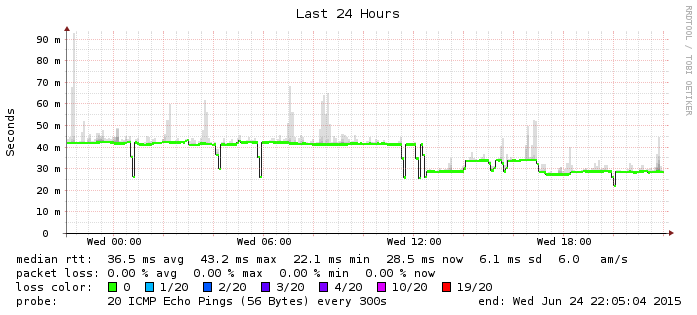 Last 24 Hours
RRDTOOL / TOBI OETIKER
Seconds
90 m
80 m
70 m
60 m
50 m
40 m
30 m
20 m
10 m
0
Wed 00:00 Wed 06:00 Wed 12:00 Wed 18:00
median rtt: 36.5 ms avg 43.2 ms max 22.1 ms min 28.5 ms now 6.1 ms sd 6.0 am/s
packet loss: 0.00 % avg 0.00 % max 0.00 % min 0.00 % now
loss color: 0 1/20 2/20 3/20 4/20 10/20 19/20
probe: 20 ICMP Echo Pings (56 Bytes) every 300s end: Wed Jun 24 22:05:04 2015